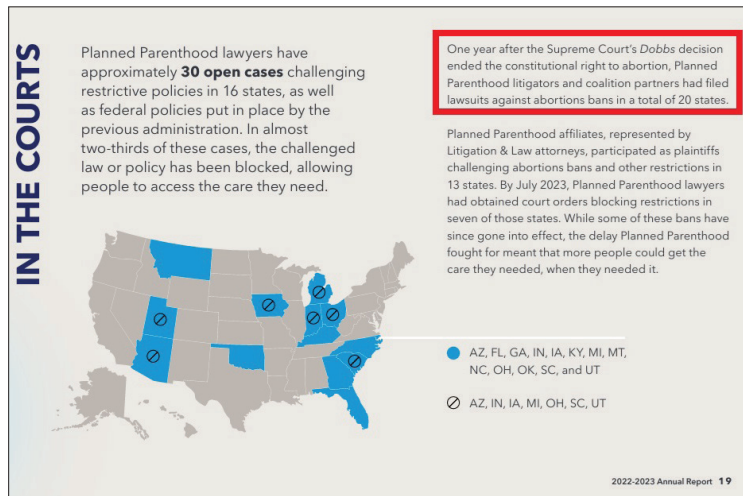 IN THE COURTS
Planned Parenthood lawyers have
approximately 30 open cases challenging
restrictive policies in 16 states, as well
as federal policies put in place by the
previous administration. In almost
two-thirds of these cases, the challenged
law or policy has been blocked, allowing
people to access the care they need.
One year after the Supreme Court's Dobbs decision
ended the constitutional right to abortion, Planned
Parenthood litigators and coalition partners had filed
lawsuits against abortions bans in a total of 20 states.
Planned Parenthood affiliates, represented by
Litigation & Law attorneys, participated as plaintiffs
challenging abortions bans and other restrictions in
13 states. By July 2023, Planned Parenthood lawyers
had obtained court orders blocking restrictions in
seven of those states. While some of these bans have
since gone into effect, the delay Planned Parenthood
fought for meant that more people could get the
care they needed, when they needed it.
AZ, FL, GA, IN, IA, KY, MI, MT,
NC, OH, OK, SC, and UT
AZ, IN, IA, MI, OH, SC, UT
2022-2023 Annual Report 19